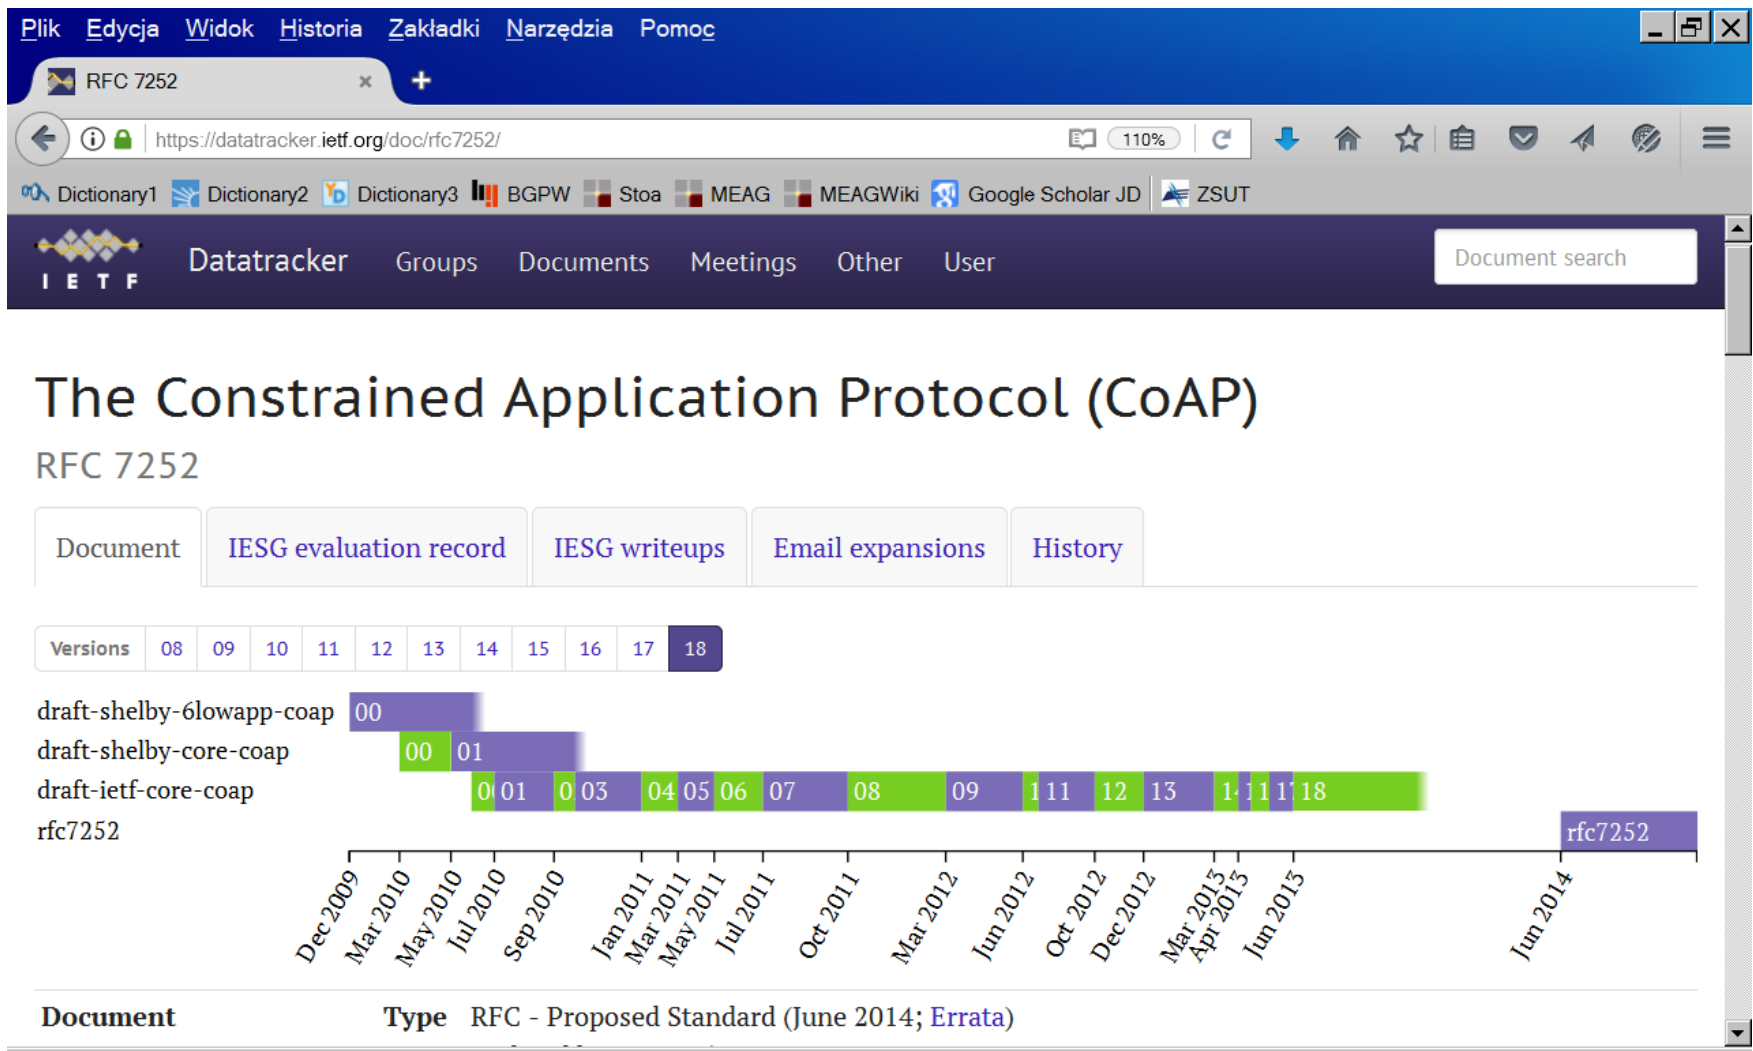 Plik Edycja Widok Historia Zakładki Narzędzia Pomoc
RFC 7252
https://datatracker.ietf.org/doc/rfc7252/ 110%
Dictionary1 Dictionary2 Dictionary3 BGPW Stoa MEAG MEAGWiki Google Scholar JD ZSUT
IETF Datatracker Groups Documents Meetings Other User Document search
The Constrained Application Protocol (CoAP)
RFC 7252
Document IESG evaluation record IESG writeups Email expansions History
Versions 08 09 10 11 12 13 14 15 16 17 18
draft-shelby-6lowapp-coap 00
draft-shelby-core-coap 00 01
draft-ietf-core-coap 01 03 04 05 06 07 08 09 11 12 13 18
rfc7252 rfc7252
Dec 2009 Mar 2010 May 2010 Jul 2010 Sep 2010 Jan 2011 Mar 2011 May 2011 Jul 2011 Oct 2011 Mar 2012 Jun 2012 Oct 2012 Dec 2012 Mar 2013 Apr 2013 Jun 2013 Jun 2014
Document Type RFC - Proposed Standard (June 2014; Errata)